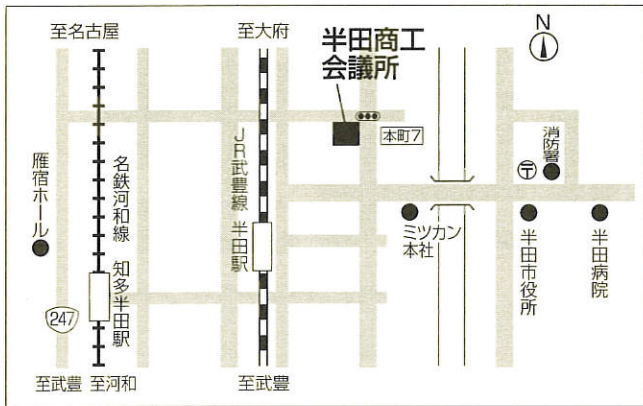 至名古屋
至大府
半田商工
会議所
N
本町7
消防署
〒
雁宿ホール
名鉄河和線
知多半田駅
JR武豊線
半田駅
ミツカン
本社
半田市役所
半田病院
247
至武豊
至河和
至武豊